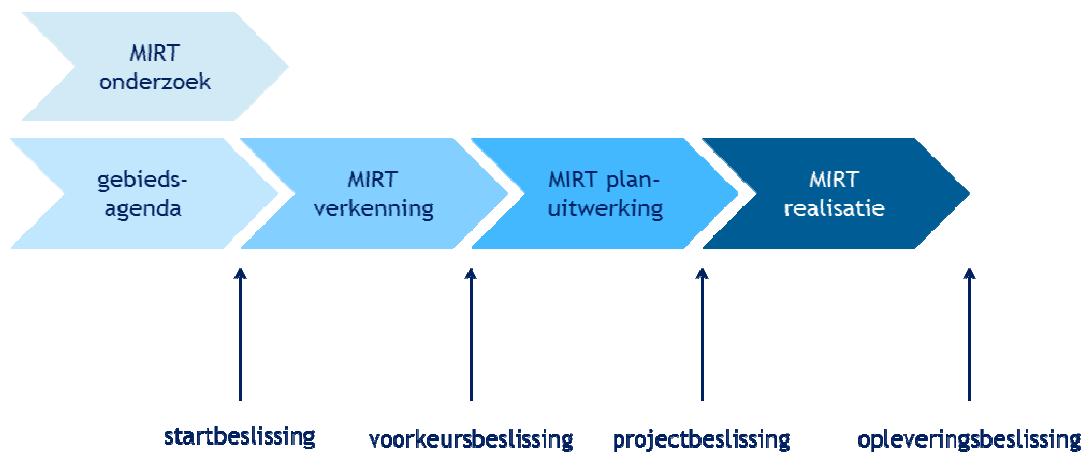 MIRT
onderzoek
gebieds-
agenda
MIRT
verkenning
MIRT plan-
uitwerking
MIRT
realisatie
startbeslissing
voorkeursbeslissing
projectbeslissing
opleveringsbeslissing